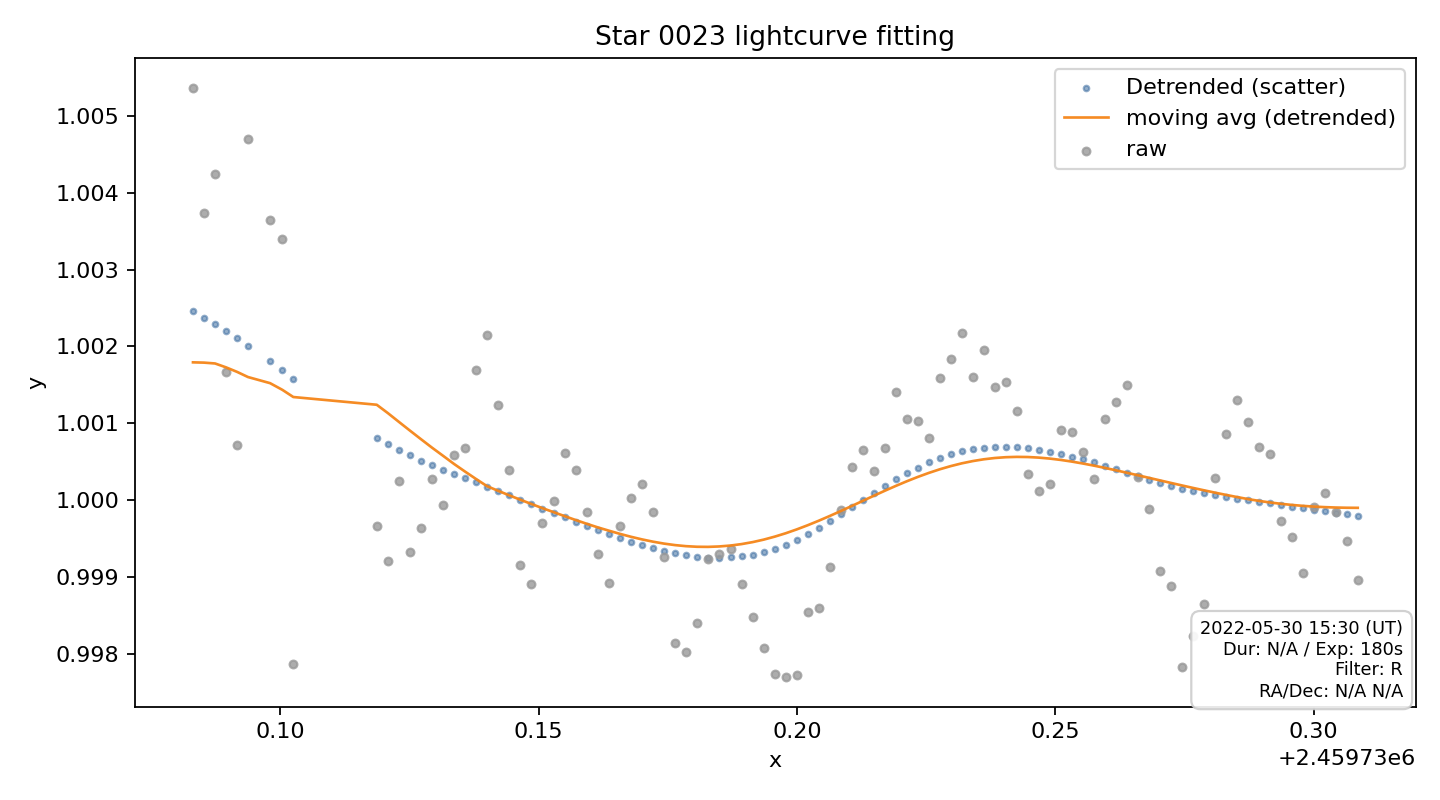 Star 0023 lightcurve fitting
Detrended (scatter)
moving avg (detrended)
raw
y
1.005
1.004
1.003
1.002
1.001
1.000
0.999
0.998
2022-05-30 15:30 (UT)
Dur: N/A / Exp: 180s
Filter: R
RA/Dec: N/A N/A
0.10 0.15 0.20 0.25 0.30
x
+2.45973e6